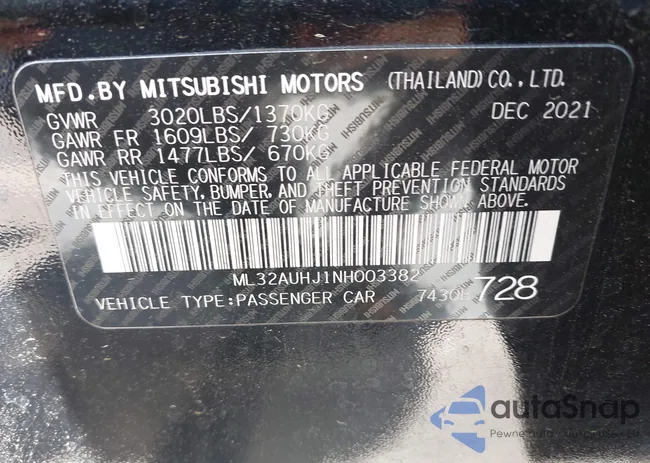 MFD.BY MITSUBISHI MOTORS (THAILAND) CO., LTD.
GVWR 3020LBS/1370KG DEC 2021
GAWR FR 1609LBS/ 730KG
GAWR RR 1477LBS/ 670KG
THIS VEHICLE CONFORMS TO ALL APPLICABLE FEDERAL MOTOR
VEHICLE SAFETY, BUMPER, AND THEFT PREVENTION STANDARDS
IN EFFECT ON THE DATE OF MANUFACTURE SHOWN ABOVE.
ML32AUHJ1NH003382
VEHICLE TYPE:PASSENGER CAR 728
autoSnap